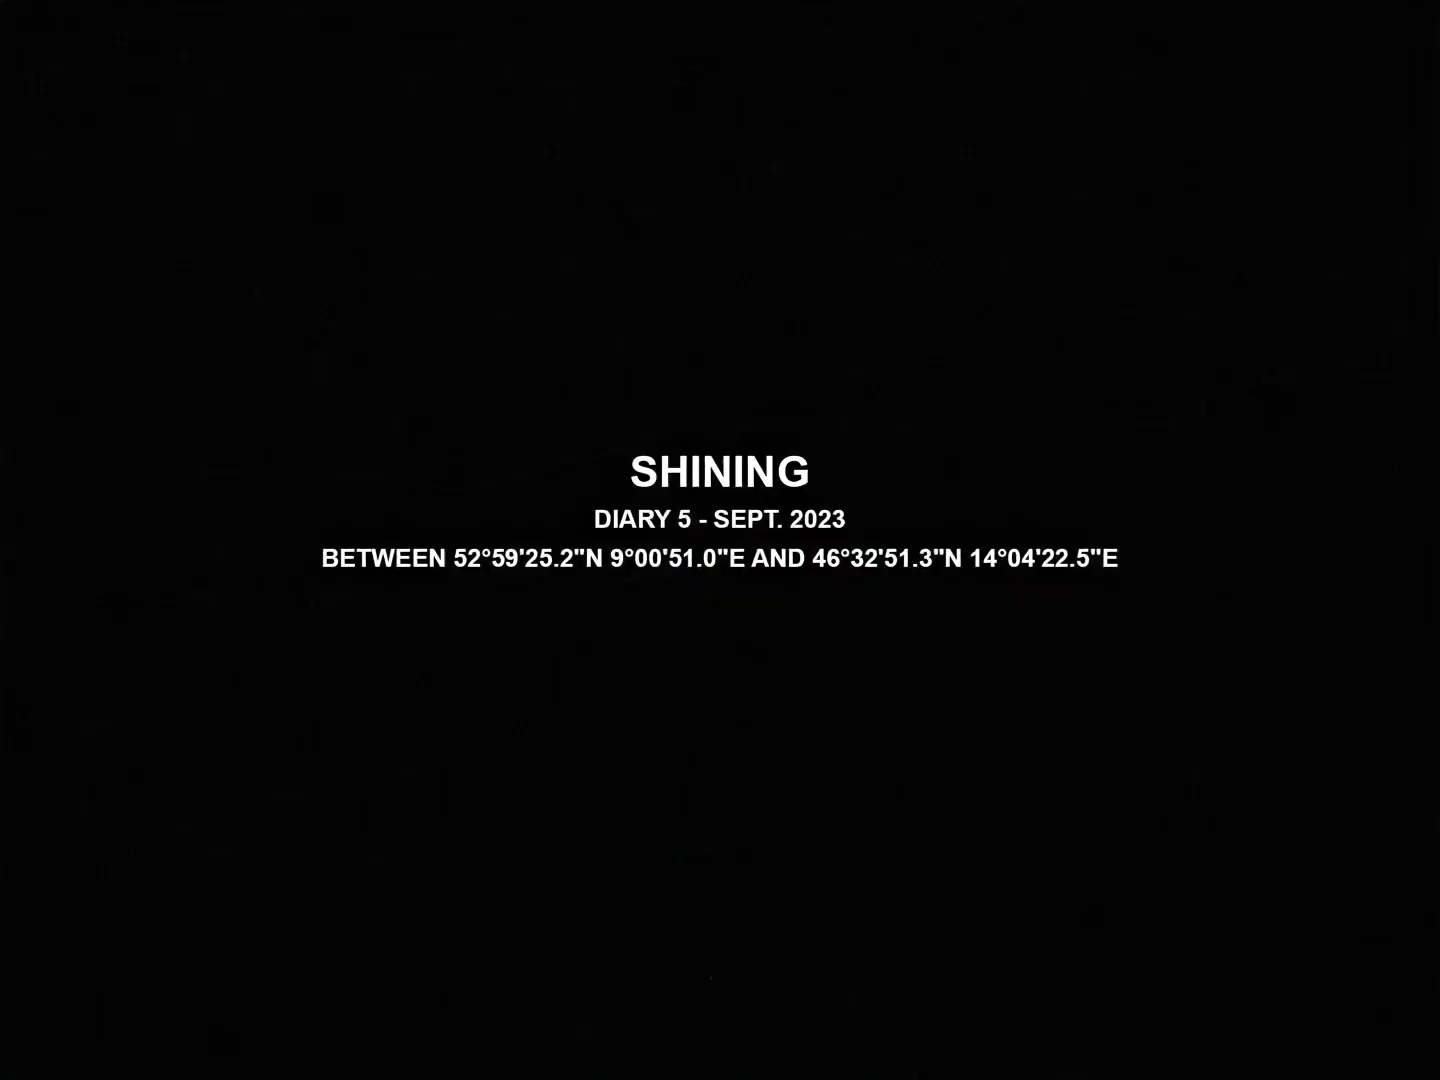 SHINING
DIARY 5 - SEPT. 2023
BETWEEN 52°59'25.2"N 9°00'51.0"E AND 46°32'51.3"N 14°04'22.5"E